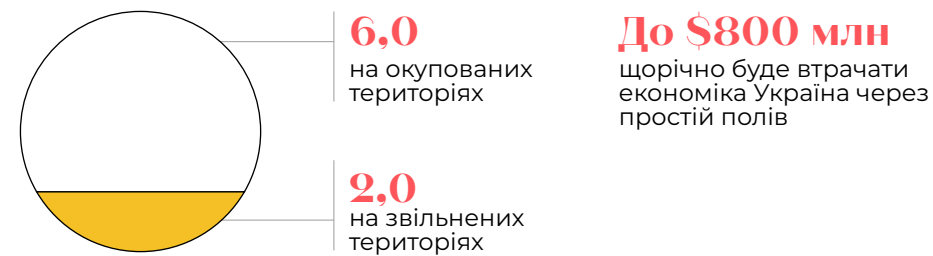 6,0
на окупованих
територіях
2,0
на звільнених
територіях
До $800 млн
щорічно буде втрачати
економіка Україна через
простій полів